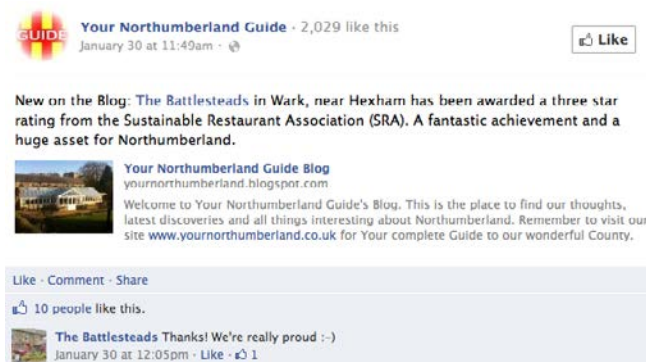 GUIDE
Your Northumberland Guide · 2,029 like this
January 30 at 11:49am ·
Like
New on the Blog: The Battlesteads in Wark, near Hexham has been awarded a three star
rating from the Sustainable Restaurant Association (SRA). A fantastic achievement and a
huge asset for Northumberland.
Your Northumberland Guide Blog
yournorthumberland.blogspot.com
Welcome to Your Northumberland Guide's Blog. This is the place to find our thoughts,
latest discoveries and all things interesting about Northumberland. Remember to visit our
site www.yournorthumberland.co.uk for Your complete Guide to our wonderful County.
Like · Comment · Share
10 people like this.
The Battlesteads Thanks! We're really proud :-)
January 30 at 12:05pm · Like · 1